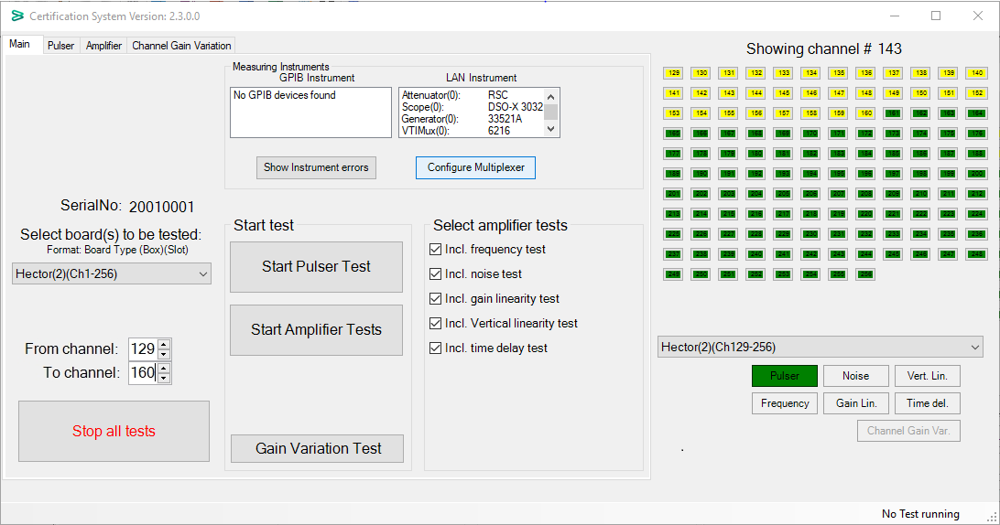 Certification System Version: 2.3.0.0
Main Pulser Amplifier Channel Gain Variation
Measuring Instruments
GPIB Instrument LAN Instrument
No GPIB devices found
Attenuator(0): RSC
Scope(0): DSO-X 3032
Generator(0): 33521A
VTIMux(0): 6216
Show Instrument errors Configure Multiplexer
SerialNo: 20010001
Select board(s) to be tested:
Format: Board Type (Box)(Slot)
Hector(2)(Ch1-256)
From channel: 129
To channel: 160
Stop all tests
Start test
Start Pulser Test
Start Amplifier Tests
Gain Variation Test
Select amplifier tests
Incl. frequency test
Incl. noise test
Incl. gain linearity test
Incl. Vertical linearity test
Incl. time delay test
Showing channel # 143
129 130 131 132 133 134 135 136 137 138 139 140
141 142 143 144 145 146 147 148 149 150 151 152
153 154 155 156 157 158 159 160 161 162 163 164
165 166 167 168 169 170 171 172 173 174 175 176
177 178 179 180 181 182 183 184 185 186 187 188
189 190 191 192 193 194 195 196 197 198 199 200
201 202 203 204 205 206 207 208 209 210 211 212
213 214 215 216 217 218 219 220 221 222 223 224
225 226 227 228 229 230 231 232 233 234 235 236
237 238 239 240 241 242 243 244 245 246 247 248
249 250 251 252 253 254 255 256
Hector(2)(Ch129-256)
Pulser Noise Vert. Lin.
Frequency Gain Lin. Time del.
Channel Gain Var.
No Test running